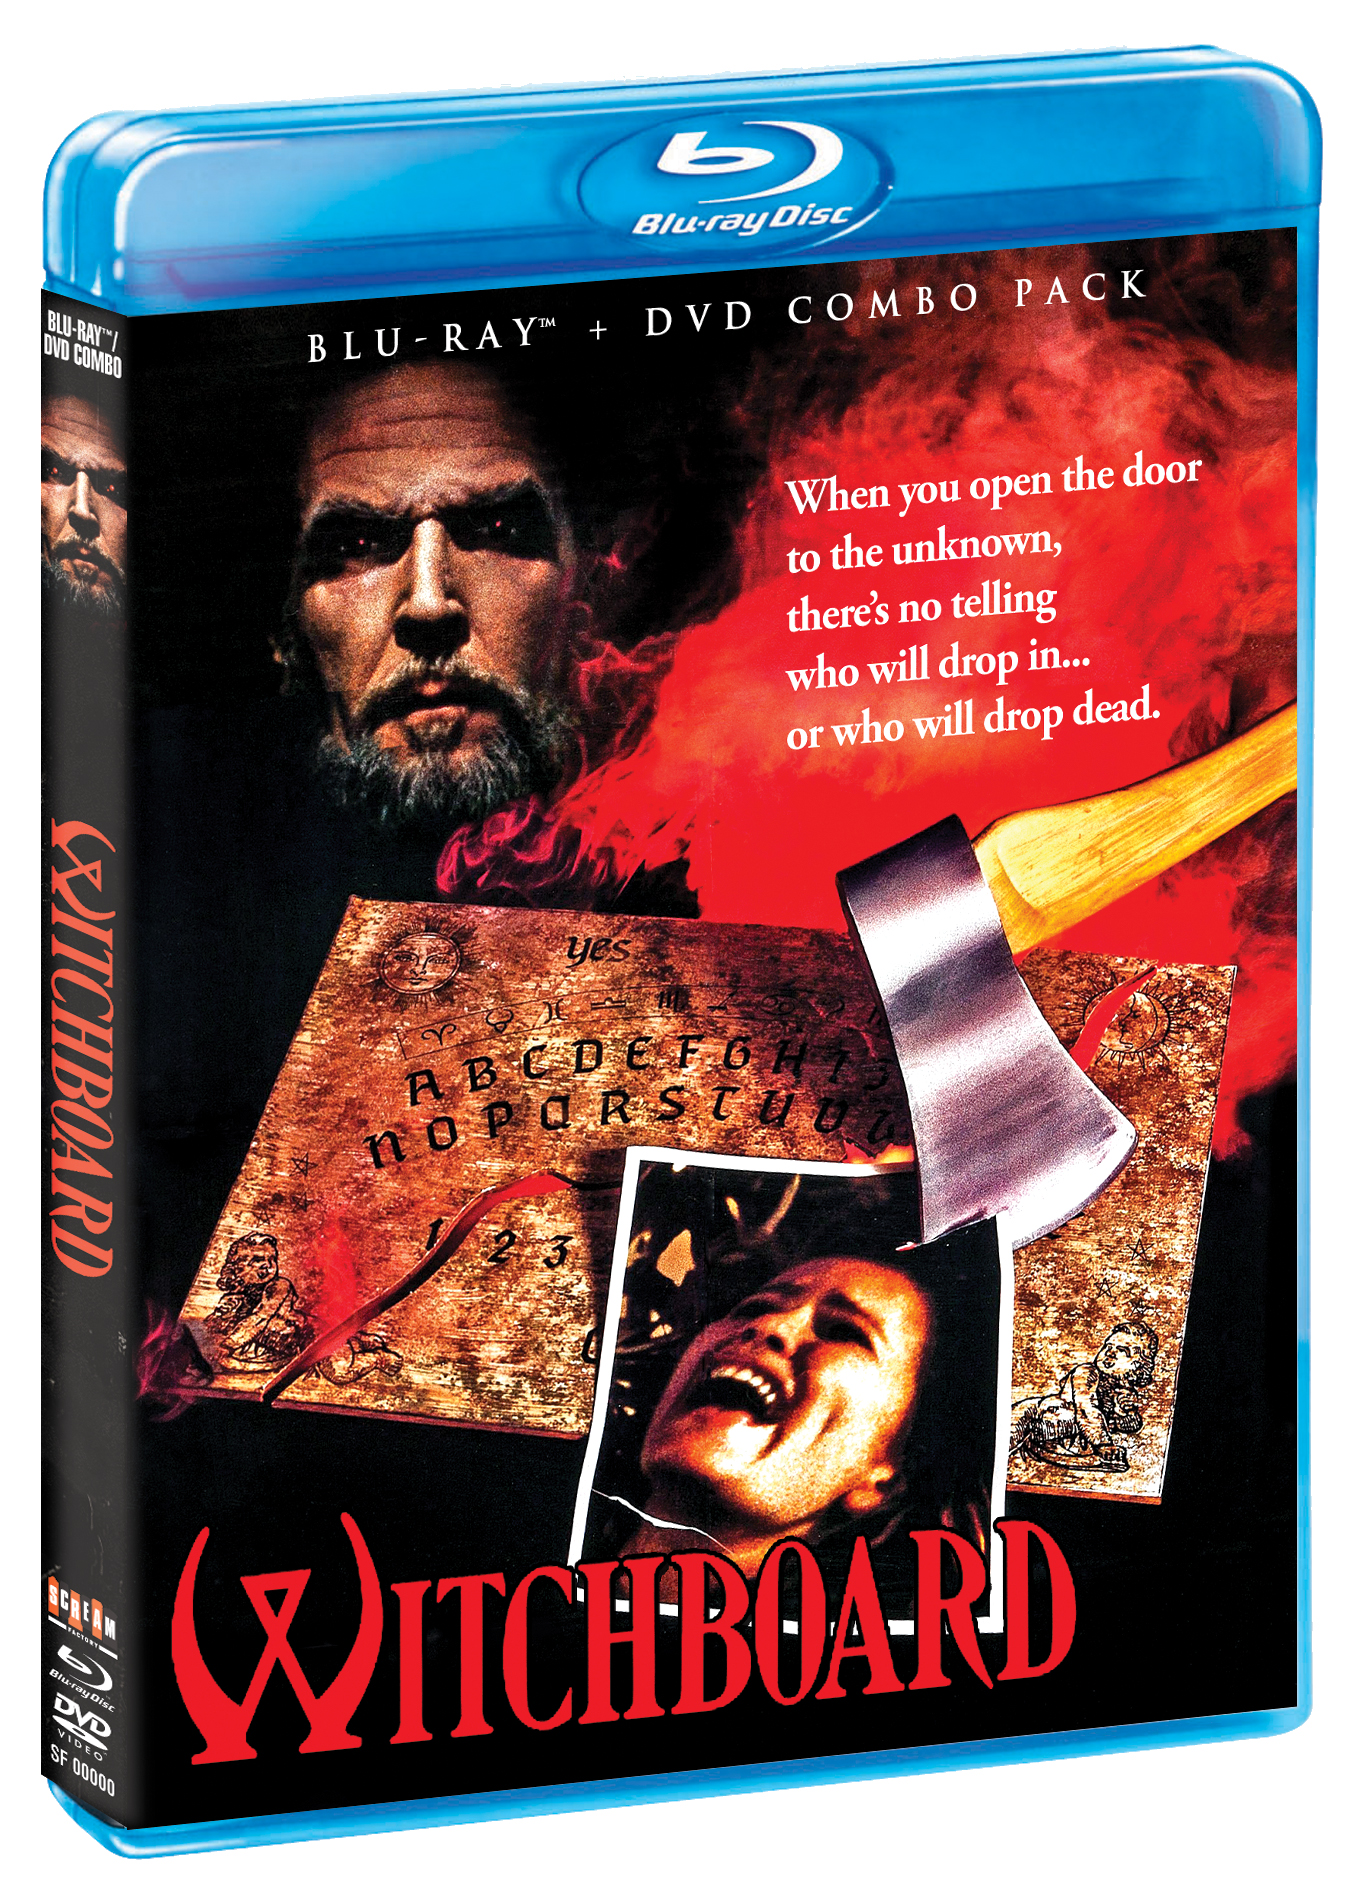 Blu-ray Disc
BLU-RAY™ + DVD COMBO PACK
When you open the door
to the unknown,
there's no telling
who will drop in...
or who will drop dead.
yes
A B C D E F G H I J
N O P Q R S T U V W
1 2 3
0
WITCHBOARD
BLU-RAY™/
DVD COMBO
WITCHBOARD
SCREAM
FACTORY
Blu-ray Disc
DVD
VIDEO
SF 00000